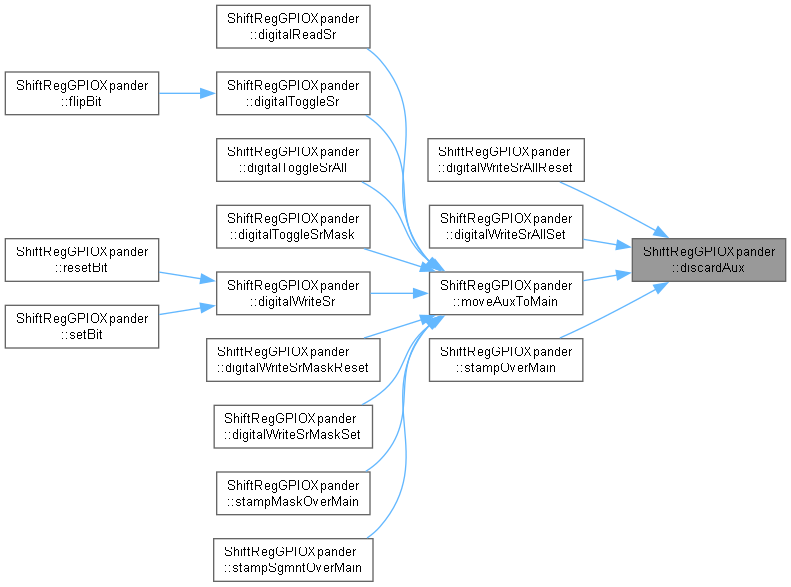 ShiftRegGPIOXpander
::digitalReadSr
ShiftRegGPIOXpander
::flipBit
ShiftRegGPIOXpander
::digitalToggleSr
ShiftRegGPIOXpander
::digitalToggleSrAll
ShiftRegGPIOXpander
::digitalWriteSrAllReset
ShiftRegGPIOXpander
::digitalToggleSrMask
ShiftRegGPIOXpander
::digitalWriteSrAllSet
ShiftRegGPIOXpander
::discardAux
ShiftRegGPIOXpander
::resetBit
ShiftRegGPIOXpander
::digitalWriteSr
ShiftRegGPIOXpander
::moveAuxToMain
ShiftRegGPIOXpander
::setBit
ShiftRegGPIOXpander
::digitalWriteSrMaskReset
ShiftRegGPIOXpander
::stampOverMain
ShiftRegGPIOXpander
::digitalWriteSrMaskSet
ShiftRegGPIOXpander
::stampMaskOverMain
ShiftRegGPIOXpander
::stampSgmntOverMain